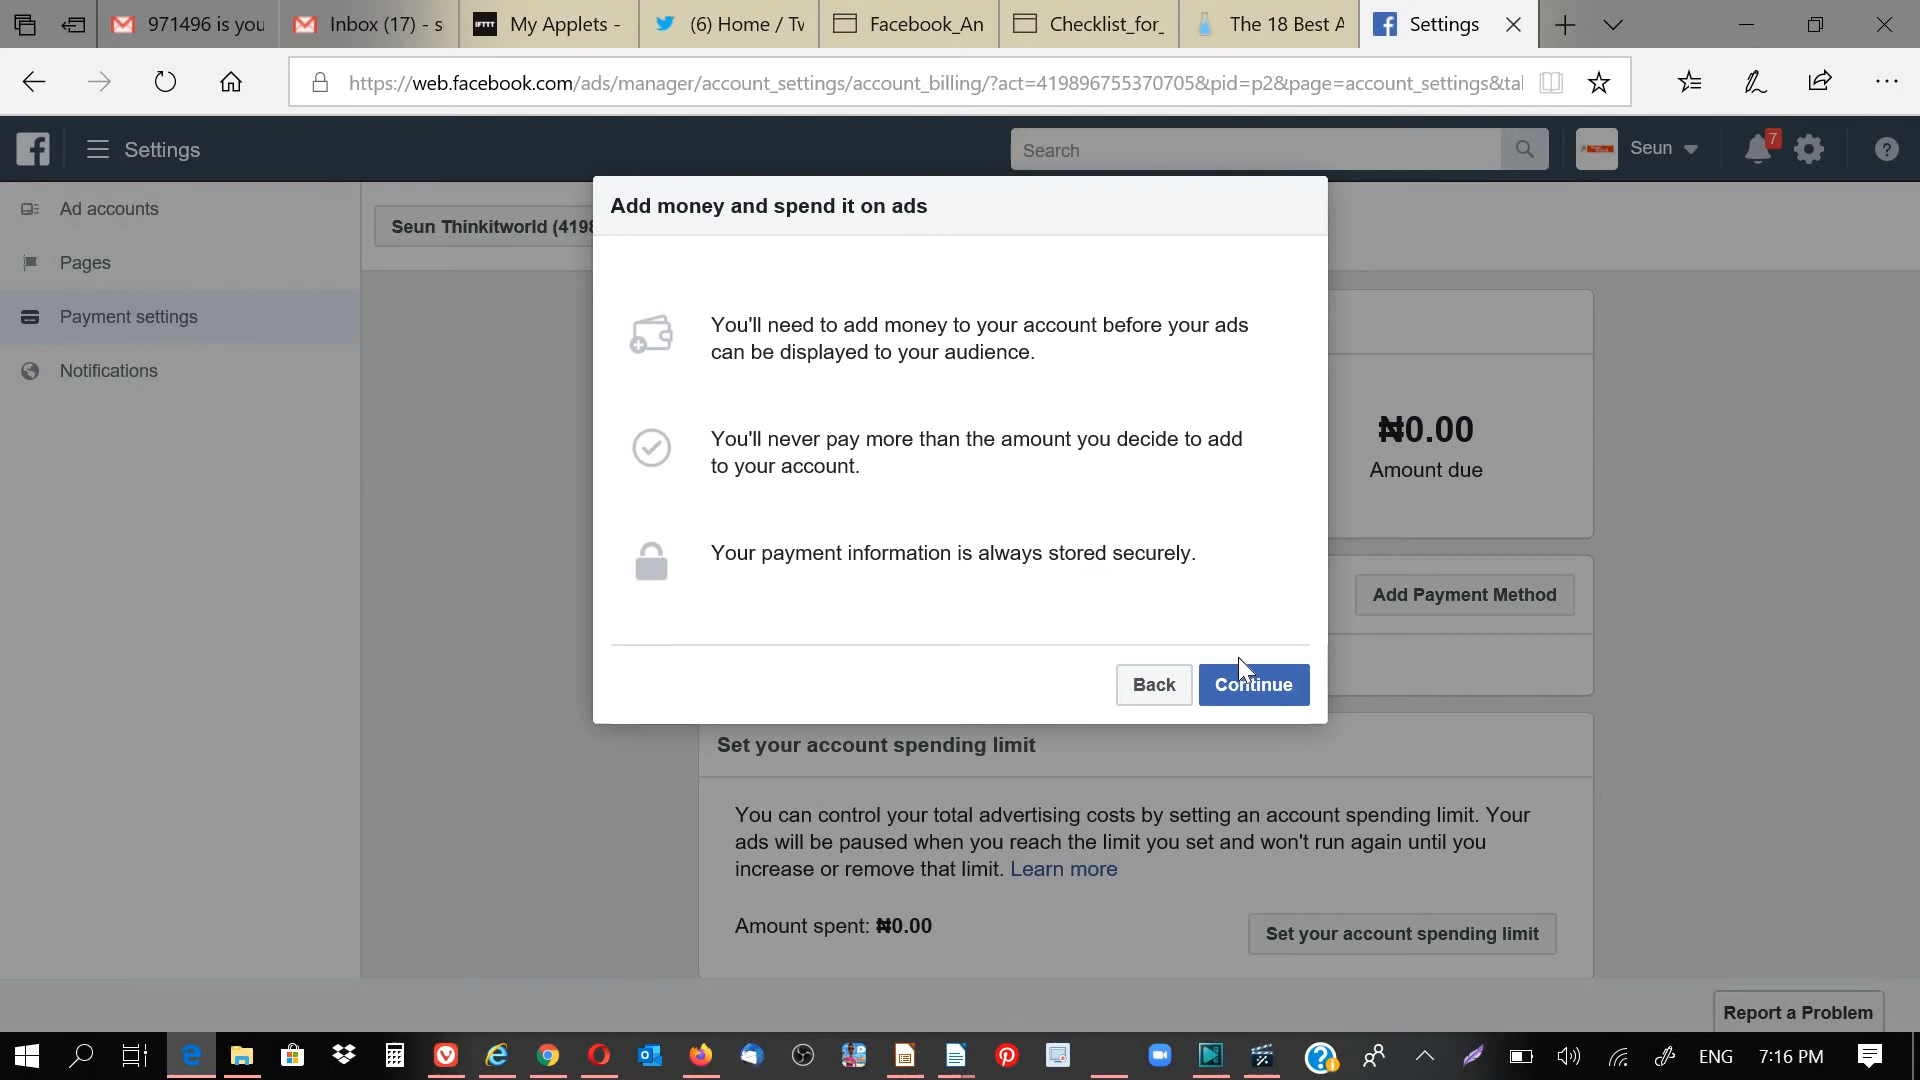 971496 is you
Inbox (17) - s
My Applets -
(6) Home / Tw
Facebook_An
Checklist_for_
The 18 Best A
Settings
https://web.facebook.com/ads/manager/account_settings/account_billing/?act=419896755370705&pid=p2&page=account_settings&tal
Settings
Search
Seun
7
Ad accounts
Pages
Payment settings
Notifications
Seun Thinkitworld (4198
Add money and spend it on ads
You'll need to add money to your account before your ads
can be displayed to your audience.
You'll never pay more than the amount you decide to add
to your account.
Your payment information is always stored securely.
Back
Continue
₦0.00
Amount due
Add Payment Method
Set your account spending limit
You can control your total advertising costs by setting an account spending limit. Your
ads will be paused when you reach the limit you set and won't run again until you
increase or remove that limit. Learn more
Amount spent: ₦0.00
Set your account spending limit
Report a Problem
ENG
7:16 PM